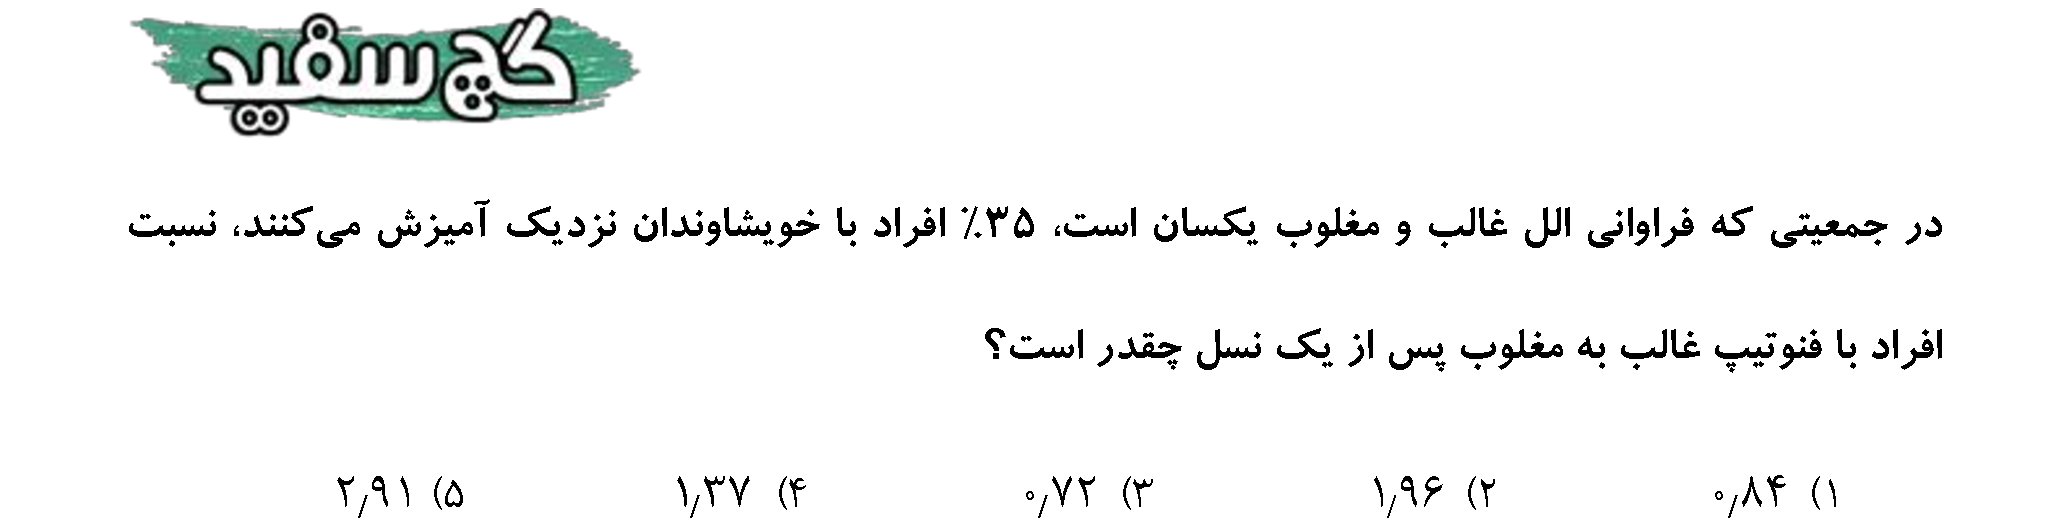 گچ سفید
در جمعیتی که فراوانی الل غالب و مغلوب یکسان است، ۳۵٪ افراد با خویشاوندان نزدیک آمیزش می‌کنند، نسبت
افراد با فنوتیپ غالب به مغلوب پس از یک نسل چقدر است؟
۱) ۰٫۸۴ ۲) ۱٫۹۶ ۳) ۰٫۷۲ ۴) ۱٫۳۷ ۵) ۲٫۹۱